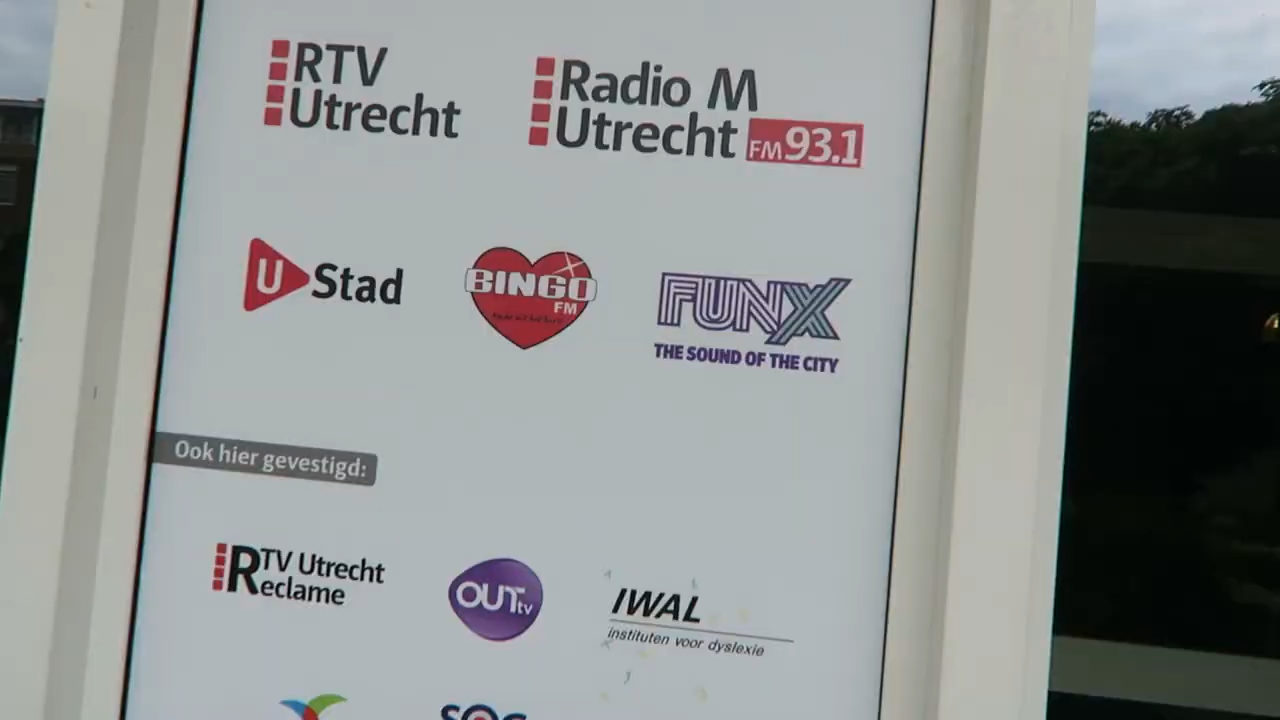 RTV
Utrecht
Radio M
Utrecht FM 93.1
U Stad
BINGO
FM
FUNX
THE SOUND OF THE CITY
Ook hier gevestigd:
RTV Utrecht
Reclame
OUTtv
IWAL
instituten voor dyslexie